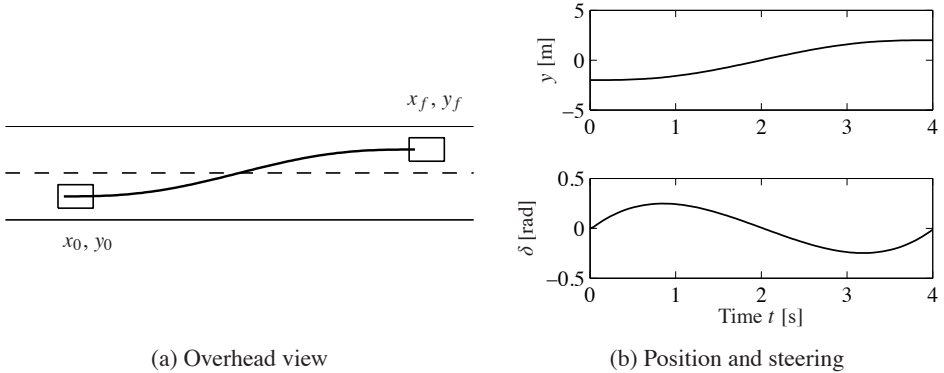 x_f, y_f
x_0, y_0
(a) Overhead view
5
0
−5
y [m]
0 1 2 3 4
0.5
0
−0.5
δ [rad]
0 1 2 3 4
Time t [s]
(b) Position and steering